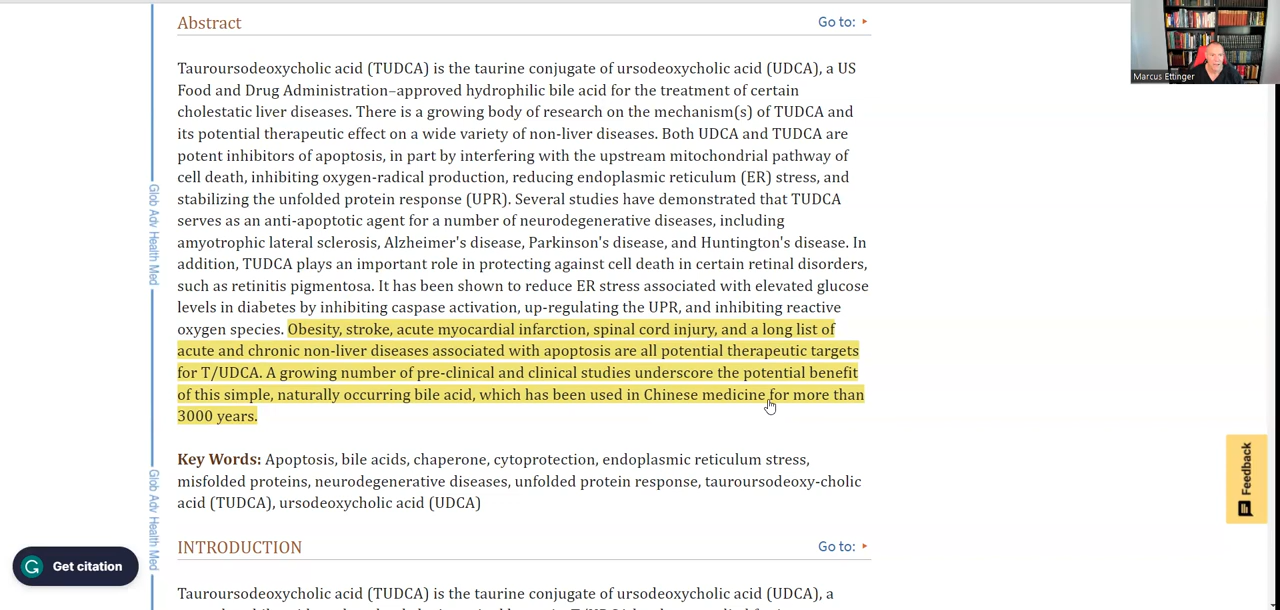 Abstract
Go to:
Marcus Ettinger
Tauroursodeoxycholic acid (TUDCA) is the taurine conjugate of ursodeoxycholic acid (UDCA), a US
Food and Drug Administration–approved hydrophilic bile acid for the treatment of certain
cholestatic liver diseases. There is a growing body of research on the mechanism(s) of TUDCA and
its potential therapeutic effect on a wide variety of non-liver diseases. Both UDCA and TUDCA are
potent inhibitors of apoptosis, in part by interfering with the upstream mitochondrial pathway of
cell death, inhibiting oxygen-radical production, reducing endoplasmic reticulum (ER) stress, and
stabilizing the unfolded protein response (UPR). Several studies have demonstrated that TUDCA
serves as an anti-apoptotic agent for a number of neurodegenerative diseases, including
amyotrophic lateral sclerosis, Alzheimer's disease, Parkinson's disease, and Huntington's disease. In
addition, TUDCA plays an important role in protecting against cell death in certain retinal disorders,
such as retinitis pigmentosa. It has been shown to reduce ER stress associated with elevated glucose
levels in diabetes by inhibiting caspase activation, up-regulating the UPR, and inhibiting reactive
oxygen species. Obesity, stroke, acute myocardial infarction, spinal cord injury, and a long list of
acute and chronic non-liver diseases associated with apoptosis are all potential therapeutic targets
for T/UDCA. A growing number of pre-clinical and clinical studies underscore the potential benefit
of this simple, naturally occurring bile acid, which has been used in Chinese medicine for more than
3000 years.
Glob Adv Health Med
Key Words: Apoptosis, bile acids, chaperone, cytoprotection, endoplasmic reticulum stress,
misfolded proteins, neurodegenerative diseases, unfolded protein response, tauroursodeoxy-cholic
acid (TUDCA), ursodeoxycholic acid (UDCA)
Glob Adv Health Med
Feedback
INTRODUCTION
Go to:
Get citation
Tauroursodeoxycholic acid (TUDCA) is the taurine conjugate of ursodeoxycholic acid (UDCA), a